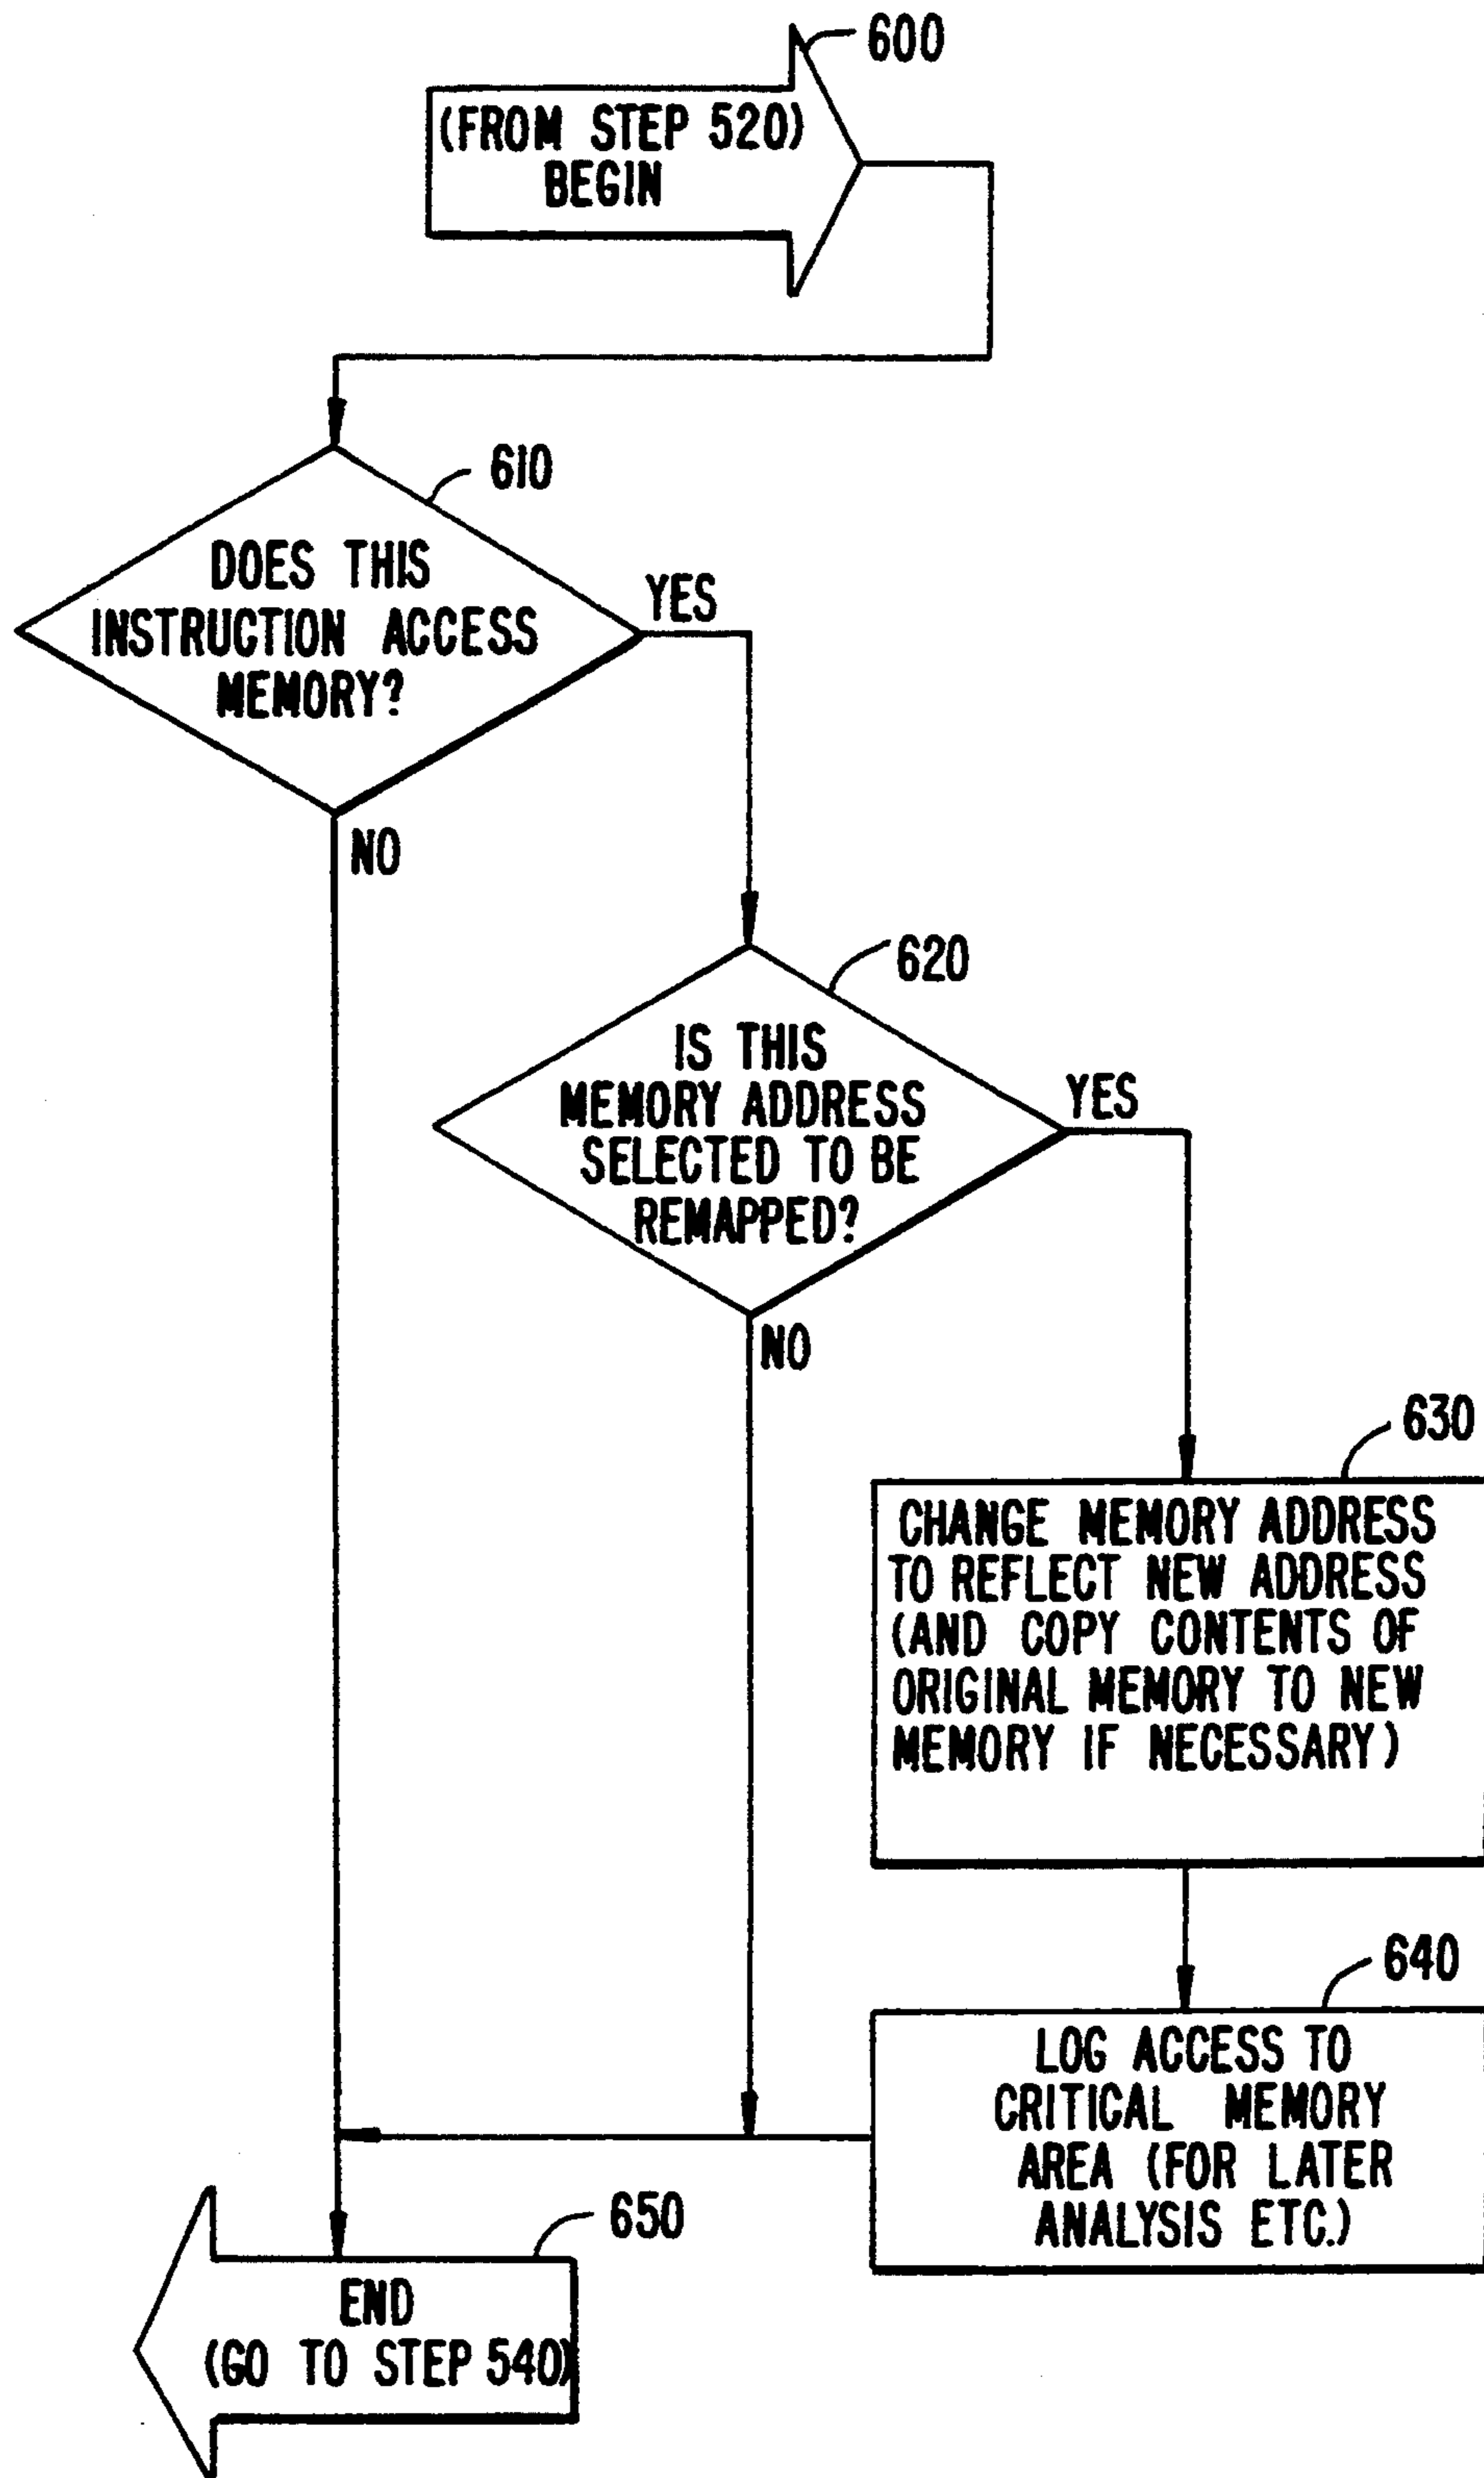 600
(FROM STEP 520)
BEGIN
610
DOES THIS
INSTRUCTION ACCESS
MEMORY?
YES
NO
620
IS THIS
MEMORY ADDRESS
SELECTED TO BE
REMAPPED?
YES
NO
630
CHANGE MEMORY ADDRESS
TO REFLECT NEW ADDRESS
(AND COPY CONTENTS OF
ORIGINAL MEMORY TO NEW
MEMORY IF NECESSARY)
640
LOG ACCESS TO
CRITICAL MEMORY
AREA (FOR LATER
ANALYSIS ETC.)
650
END
(GO TO STEP 540)